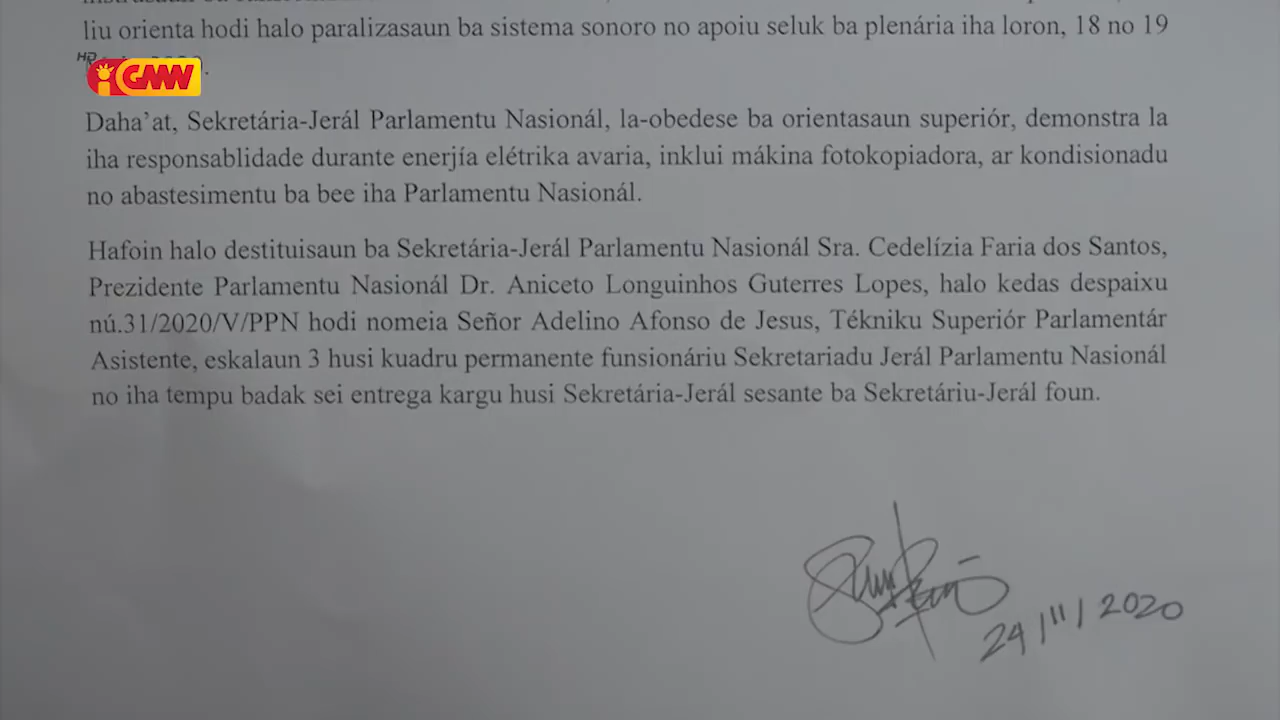 liu orienta hodi halo paralizasaun ba sistema sonoro no apoiu seluk ba plenária iha loron, 18 no 19
HD
GMN
Daha'at, Sekretária-Jerál Parlamentu Nasionál, la-obedese ba orientasaun superiór, demonstra la
iha responsablidade durante enerjía elétrika avaria, inklui mákina fotokopiadora, ar kondisionadu
no abastesimentu ba bee iha Parlamentu Nasionál.
Hafoin halo destituisaun ba Sekretária-Jerál Parlamentu Nasionál Sra. Cedelízia Faria dos Santos,
Prezidente Parlamentu Nasionál Dr. Aniceto Longuinhos Guterres Lopes, halo kedas despaixu
nú.31/2020/V/PPN hodi nomeia Señor Adelino Afonso de Jesus, Tékniku Superiór Parlamentár
Asistente, eskalaun 3 husi kuadru permanente funsionáriu Sekretariadu Jerál Parlamentu Nasionál
no iha tempu badak sei entrega kargu husi Sekretária-Jerál sesante ba Sekretáriu-Jerál foun.
24/11/2020